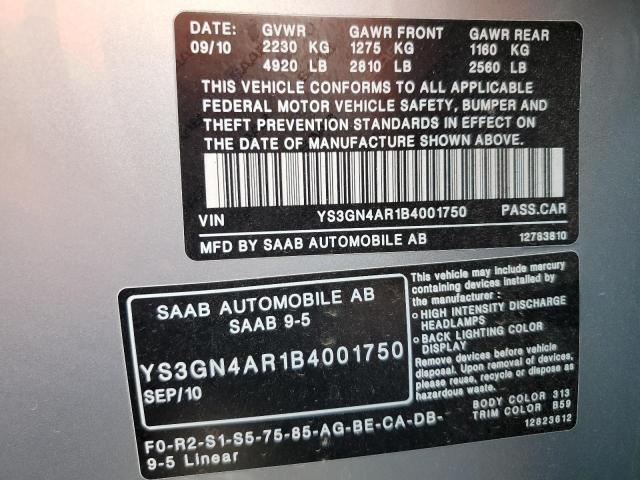 DATE: GVWR GAWR FRONT GAWR REAR
09/10 2230 KG 1275 KG 1160 KG
4920 LB 2810 LB 2560 LB
THIS VEHICLE CONFORMS TO ALL APPLICABLE
FEDERAL MOTOR VEHICLE SAFETY, BUMPER AND
THEFT PREVENTION STANDARDS IN EFFECT ON
THE DATE OF MANUFACTURE SHOWN ABOVE.
VIN YS3GN4AR1B4001750 PASS.CAR
MFD BY SAAB AUTOMOBILE AB 12783810
SAAB AUTOMOBILE AB
SAAB 9-5
YS3GN4AR1B4001750
SEP/10
This vehicle may include mercury
containing devices installed by
the manufacturer :
o HIGH INTENSITY DISCHARGE
HEADLAMPS
o BACK LIGHTING COLOR
DISPLAY
Remove devices before vehicle
disposal. Upon removal of devices
please reuse, recycle or dispose as
hazardous waste.
F0-R2-S1-S5-75-85-AG-BE-CA-DB-
9-5 Linear
BODY COLOR 313
TRIM COLOR B59
12823612